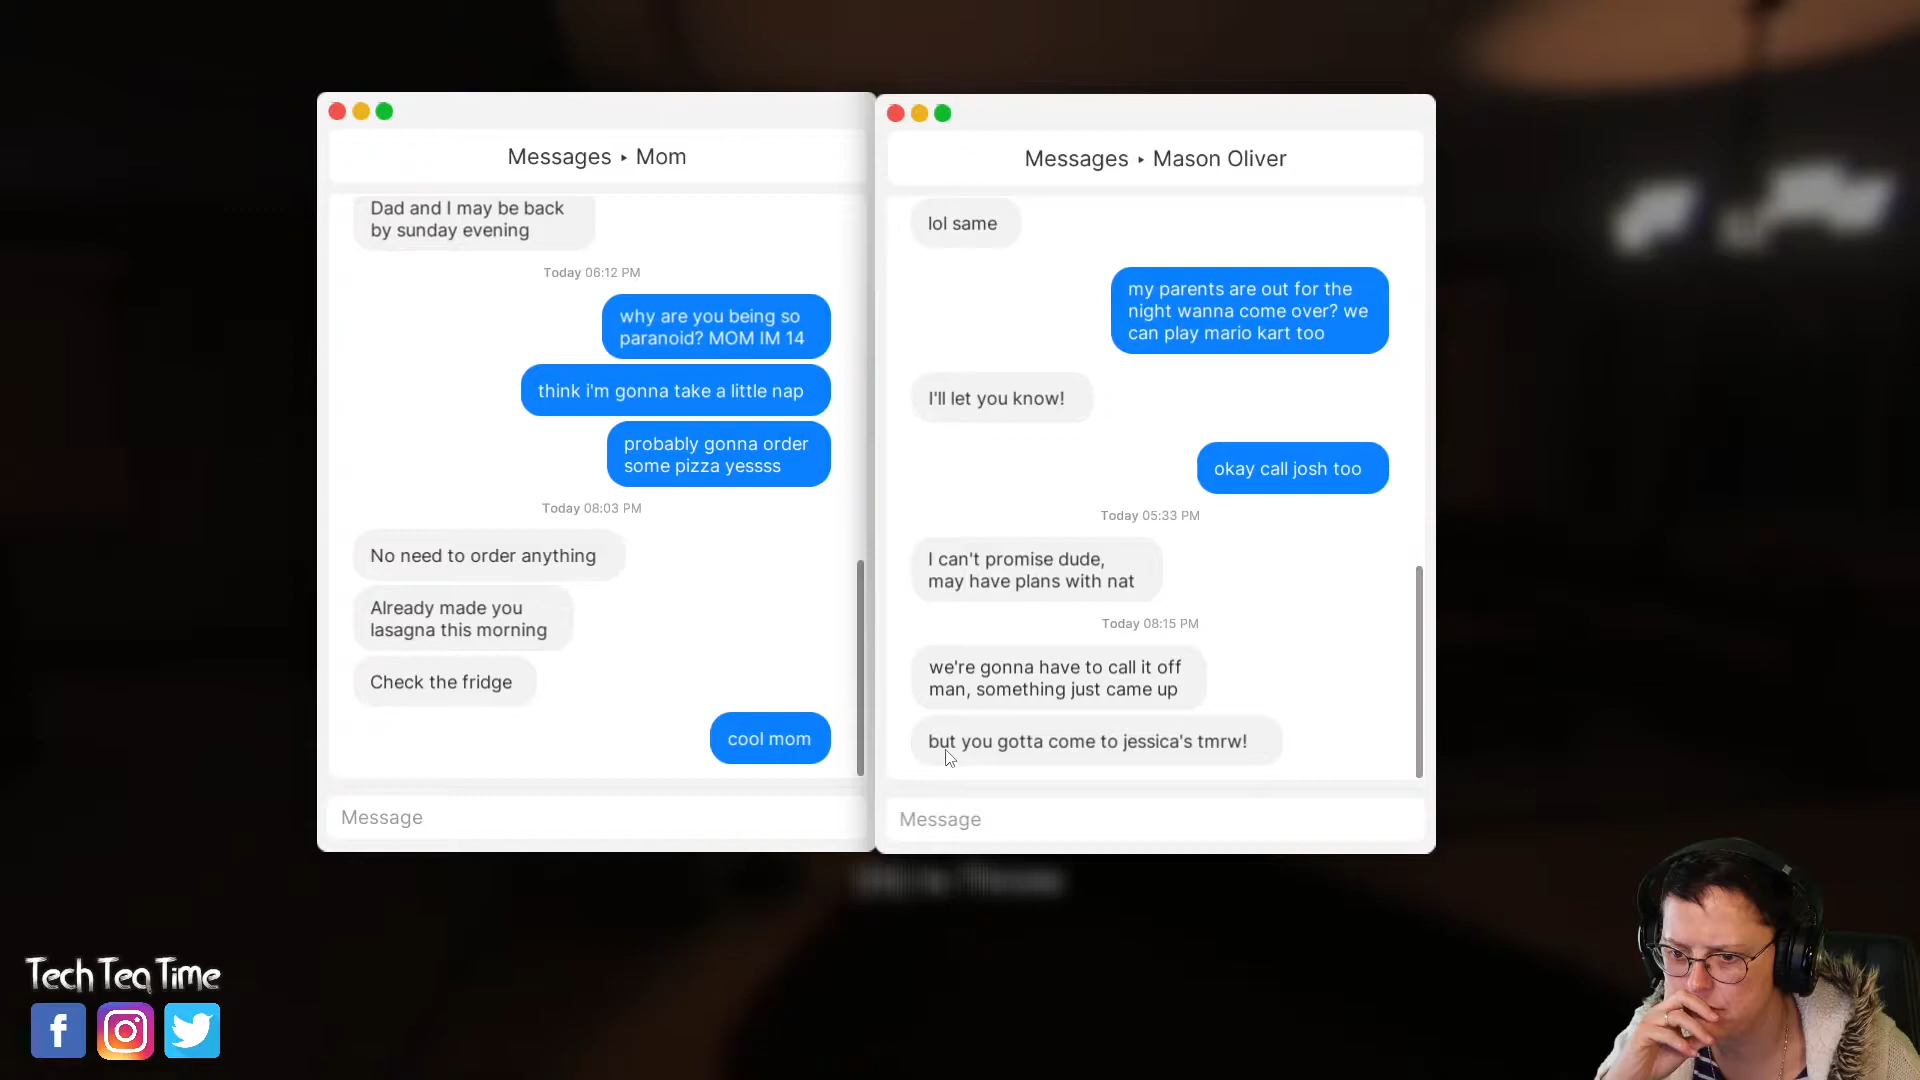 Messages ‣ Mom
Dad and I may be back
by sunday evening
Today 06:12 PM
why are you being so
paranoid? MOM IM 14
think i'm gonna take a little nap
probably gonna order
some pizza yessss
Today 08:03 PM
No need to order anything
Already made you
lasagna this morning
Check the fridge
cool mom
Message
Messages ‣ Mason Oliver
lol same
my parents are out for the
night wanna come over? we
can play mario kart too
I'll let you know!
okay call josh too
Today 05:33 PM
I can't promise dude,
may have plans with nat
Today 08:15 PM
we're gonna have to call it off
man, something just came up
but you gotta come to jessica's tmrw!
Message
Tech Tea Time
f